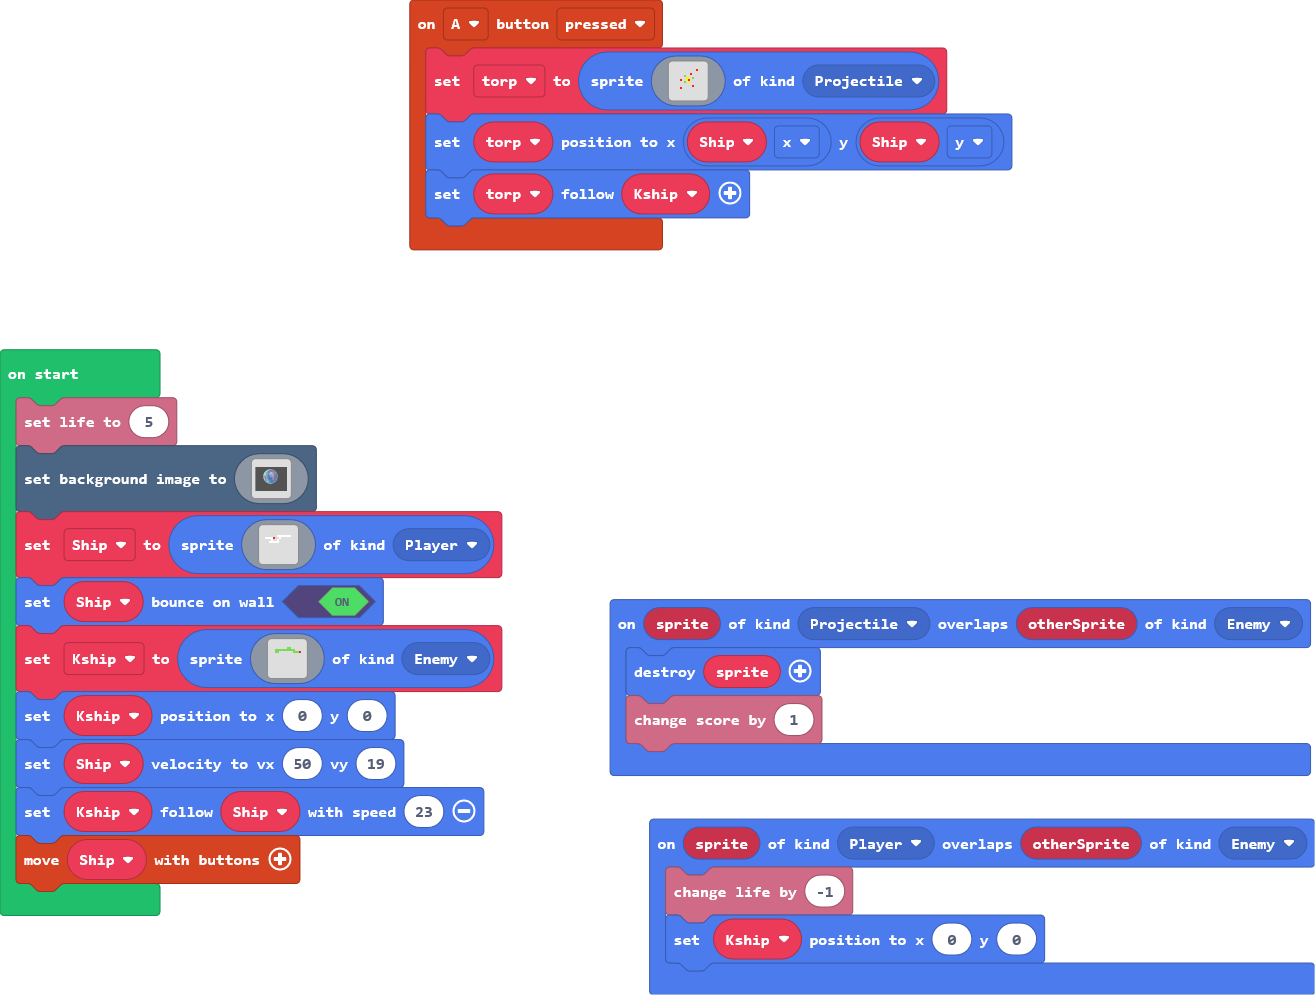 on A button pressed
set torp to sprite of kind Projectile
set torp position to x Ship x y Ship y
set torp follow Kship
on start
set life to 5
set background image to
set Ship to sprite of kind Player
set Ship bounce on wall ON
set Kship to sprite of kind Enemy
set Kship position to x 0 y 0
set Ship velocity to vx 50 vy 19
set Kship follow Ship with speed 23
move Ship with buttons
on sprite of kind Projectile overlaps otherSprite of kind Enemy
destroy sprite
change score by 1
on sprite of kind Player overlaps otherSprite of kind Enemy
change life by -1
set Kship position to x 0 y 0